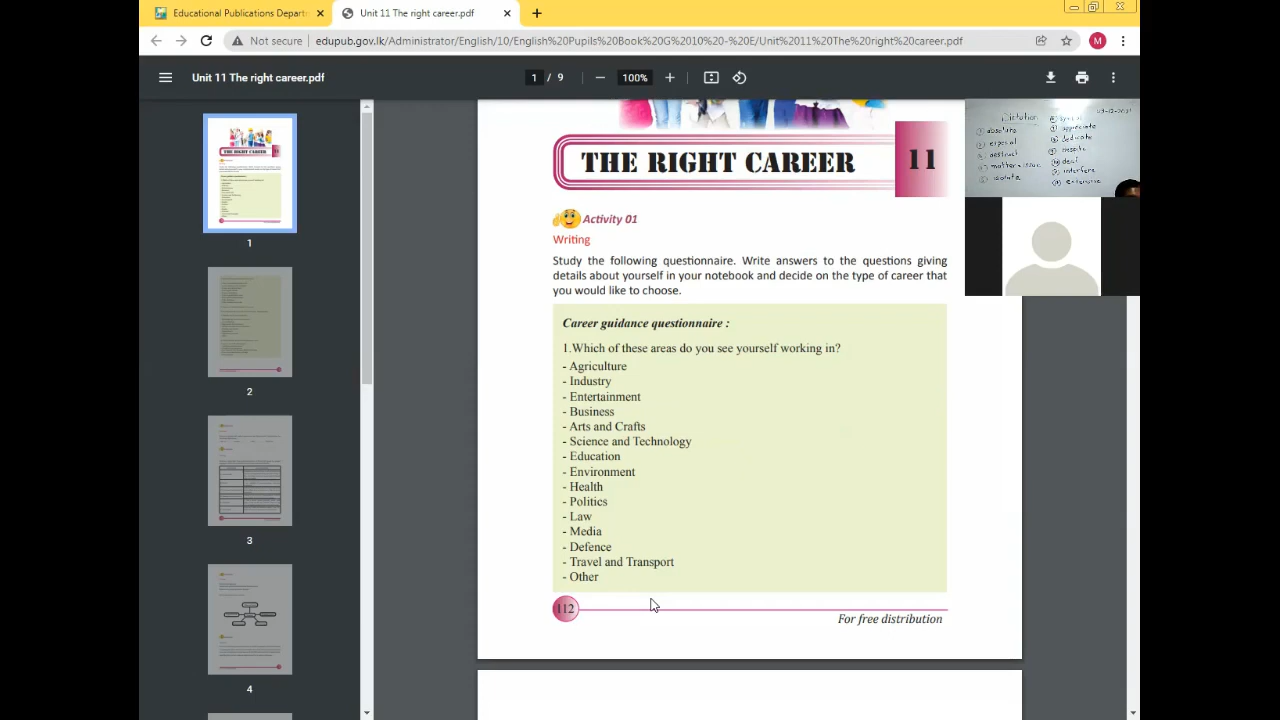 Educational Publications Depart
Unit 11 The right career.pdf
Not secure
edupub.gov.lk/Administrator/English/10/English%20Pupils%20Book%20G%2010%20-%20E/Unit%2011%20The%20right%20career.pdf
M
Unit 11 The right career.pdf
1 / 9
100%
THE RIGHT CAREER
Activity 01
Writing
Study the following questionnaire. Write answers to the questions giving
details about yourself in your notebook and decide on the type of career that
you would like to choose.
Career guidance questionnaire :
1.Which of these areas do you see yourself working in?
- Agriculture
- Industry
- Entertainment
- Business
- Arts and Crafts
- Science and Technology
- Education
- Environment
- Health
- Politics
- Law
- Media
- Defence
- Travel and Transport
- Other
112
For free distribution
THE RIGHT CAREER
1
2
3
4
Dictation